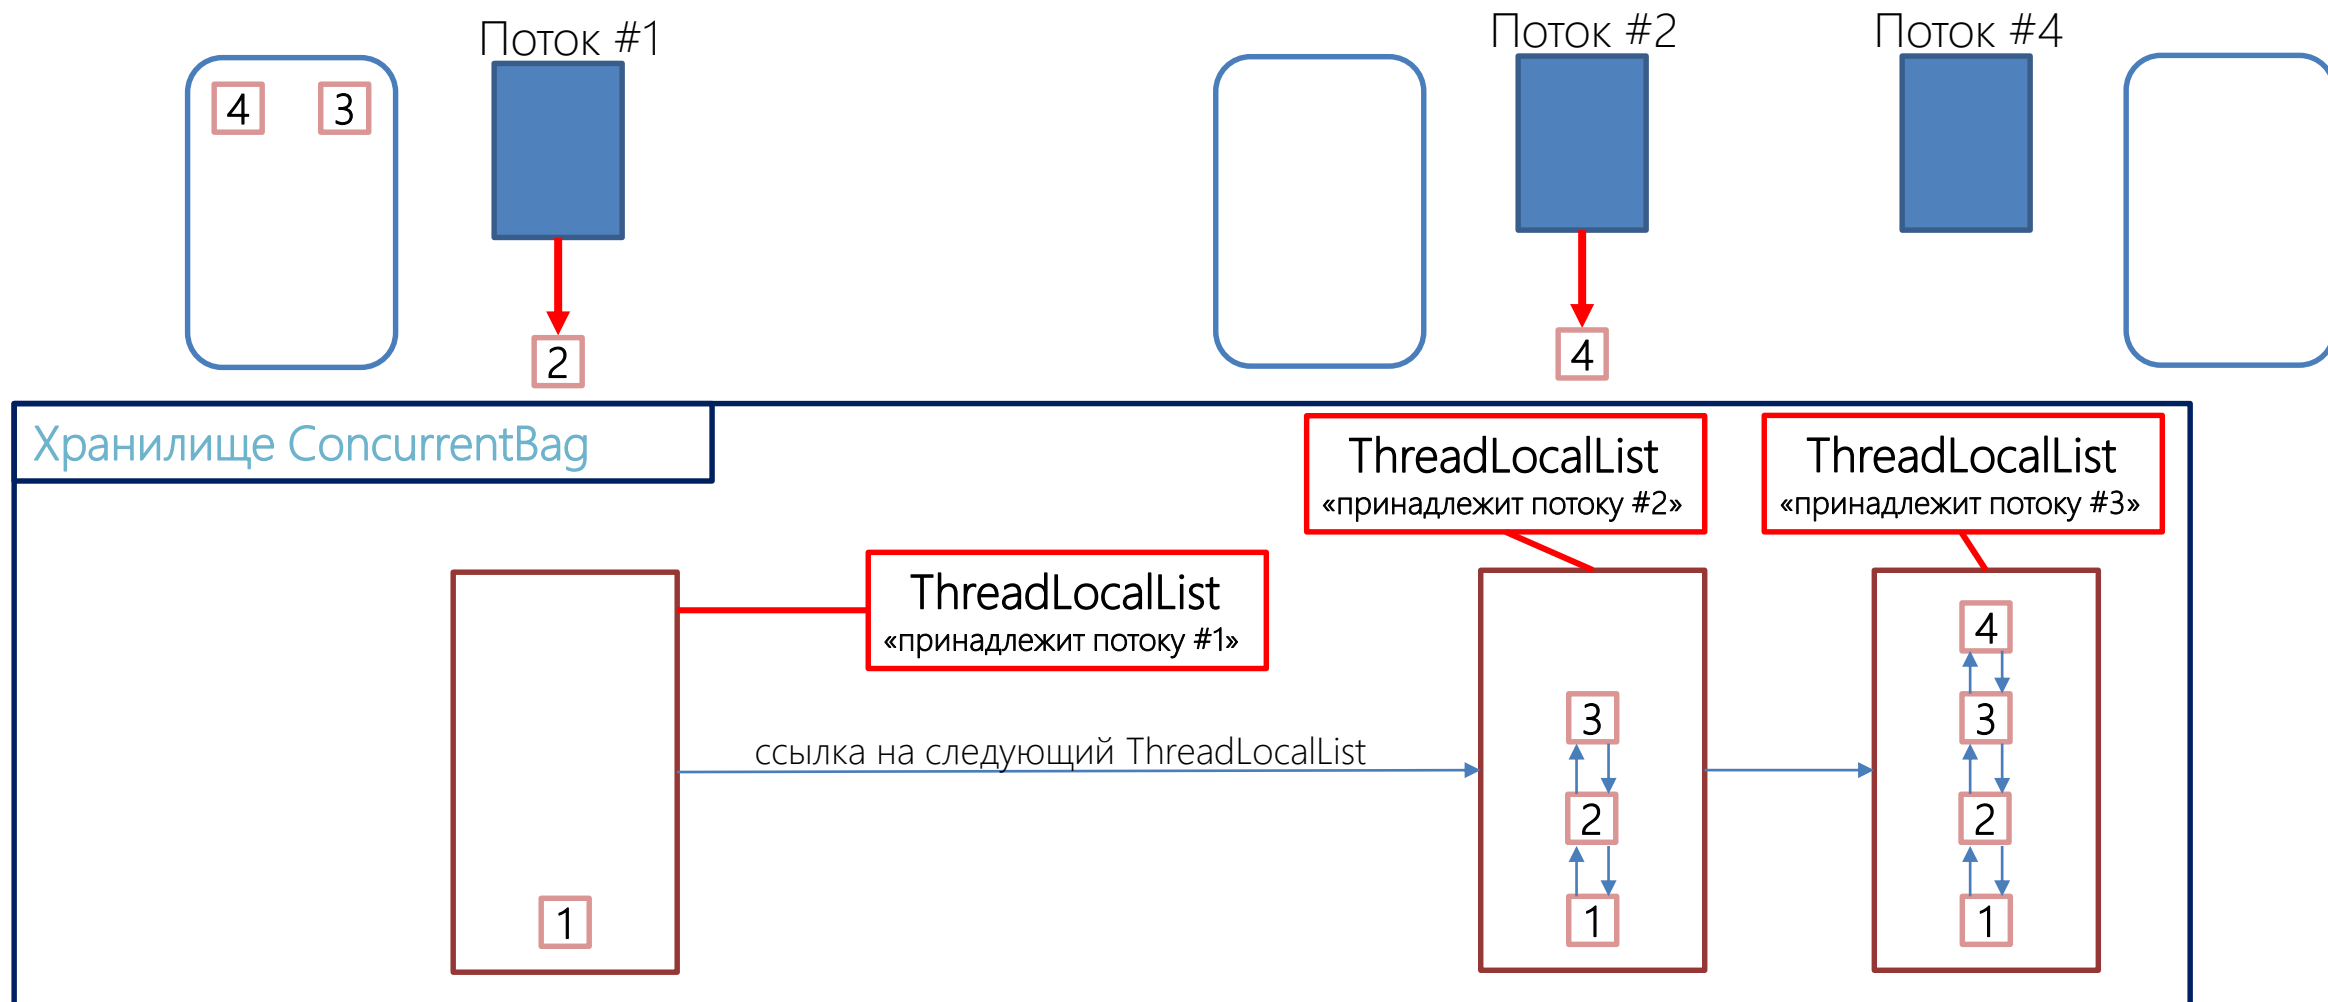 Поток #1
Поток #2
Поток #4
4
3
2
4
Хранилище ConcurrentBag
ThreadLocalList
«принадлежит потоку #2»
ThreadLocalList
«принадлежит потоку #3»
ThreadLocalList
«принадлежит потоку #1»
ссылка на следующий ThreadLocalList
1
3
2
1
4
3
2
1